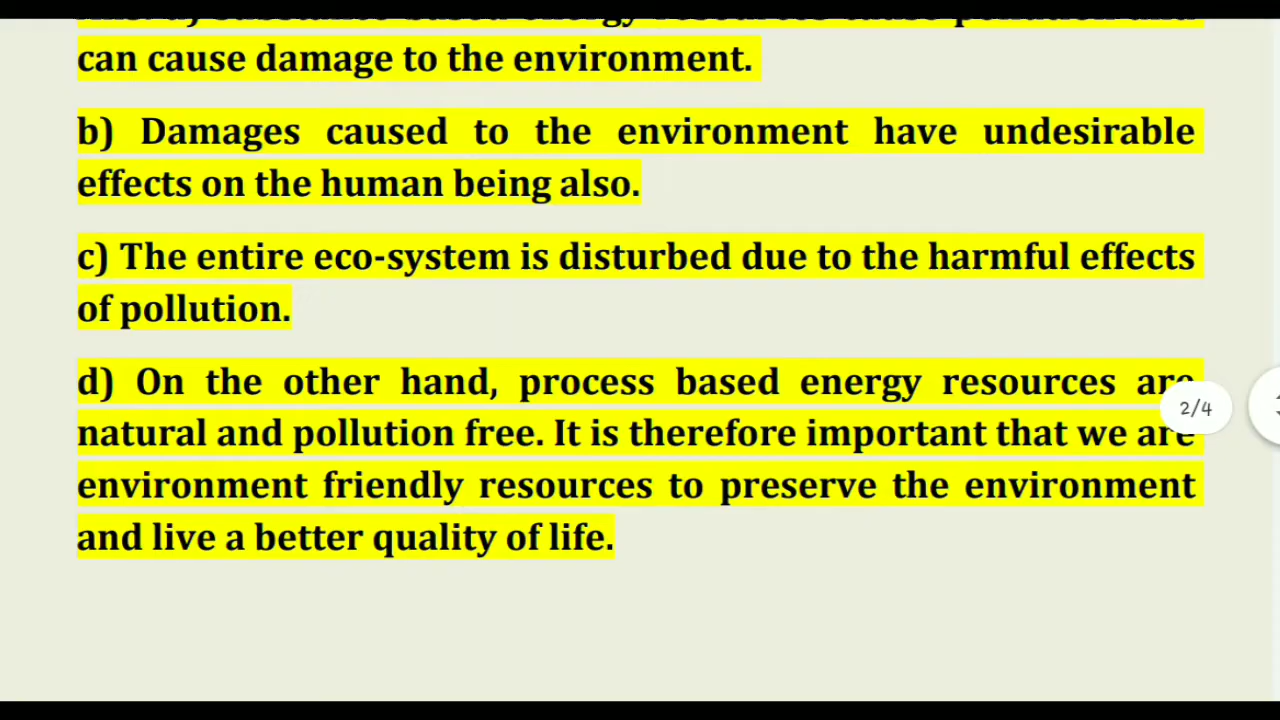 can cause damage to the environment.
b) Damages caused to the environment have undesirable
effects on the human being also.
c) The entire eco-system is disturbed due to the harmful effects
of pollution.
d) On the other hand, process based energy resources are
2/4
natural and pollution free. It is therefore important that we are
environment friendly resources to preserve the environment
and live a better quality of life.